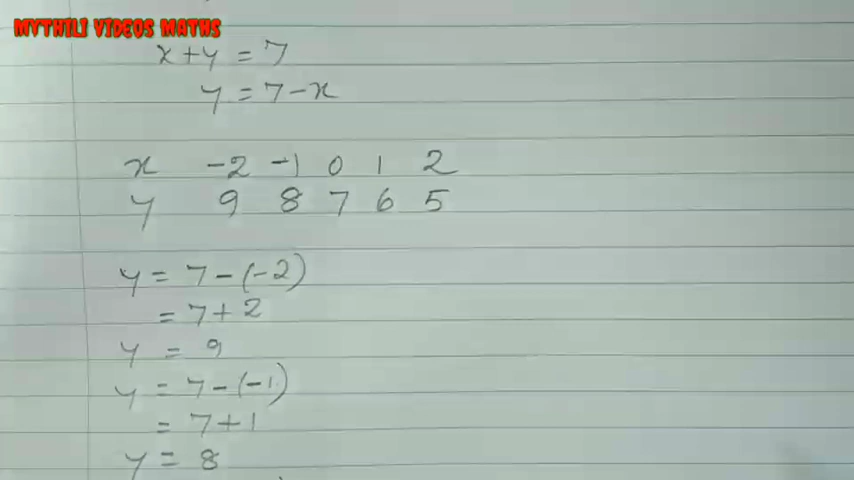 MYTHILI VIDEOS MATHS
x + y = 7
y = 7 - x
x -2 -1 0 1 2
y 9 8 7 6 5
y = 7 - (-2)
= 7 + 2
y = 9
y = 7 - (-1)
= 7 + 1
y = 8